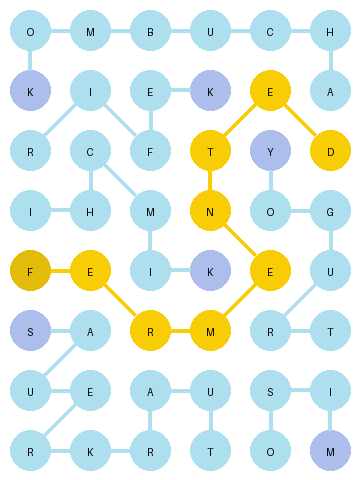 O M B U C H
K I E K E A
R C F T Y D
I H M N O G
F E I K E U
S A R M R T
U E A U S I
R K R T O M